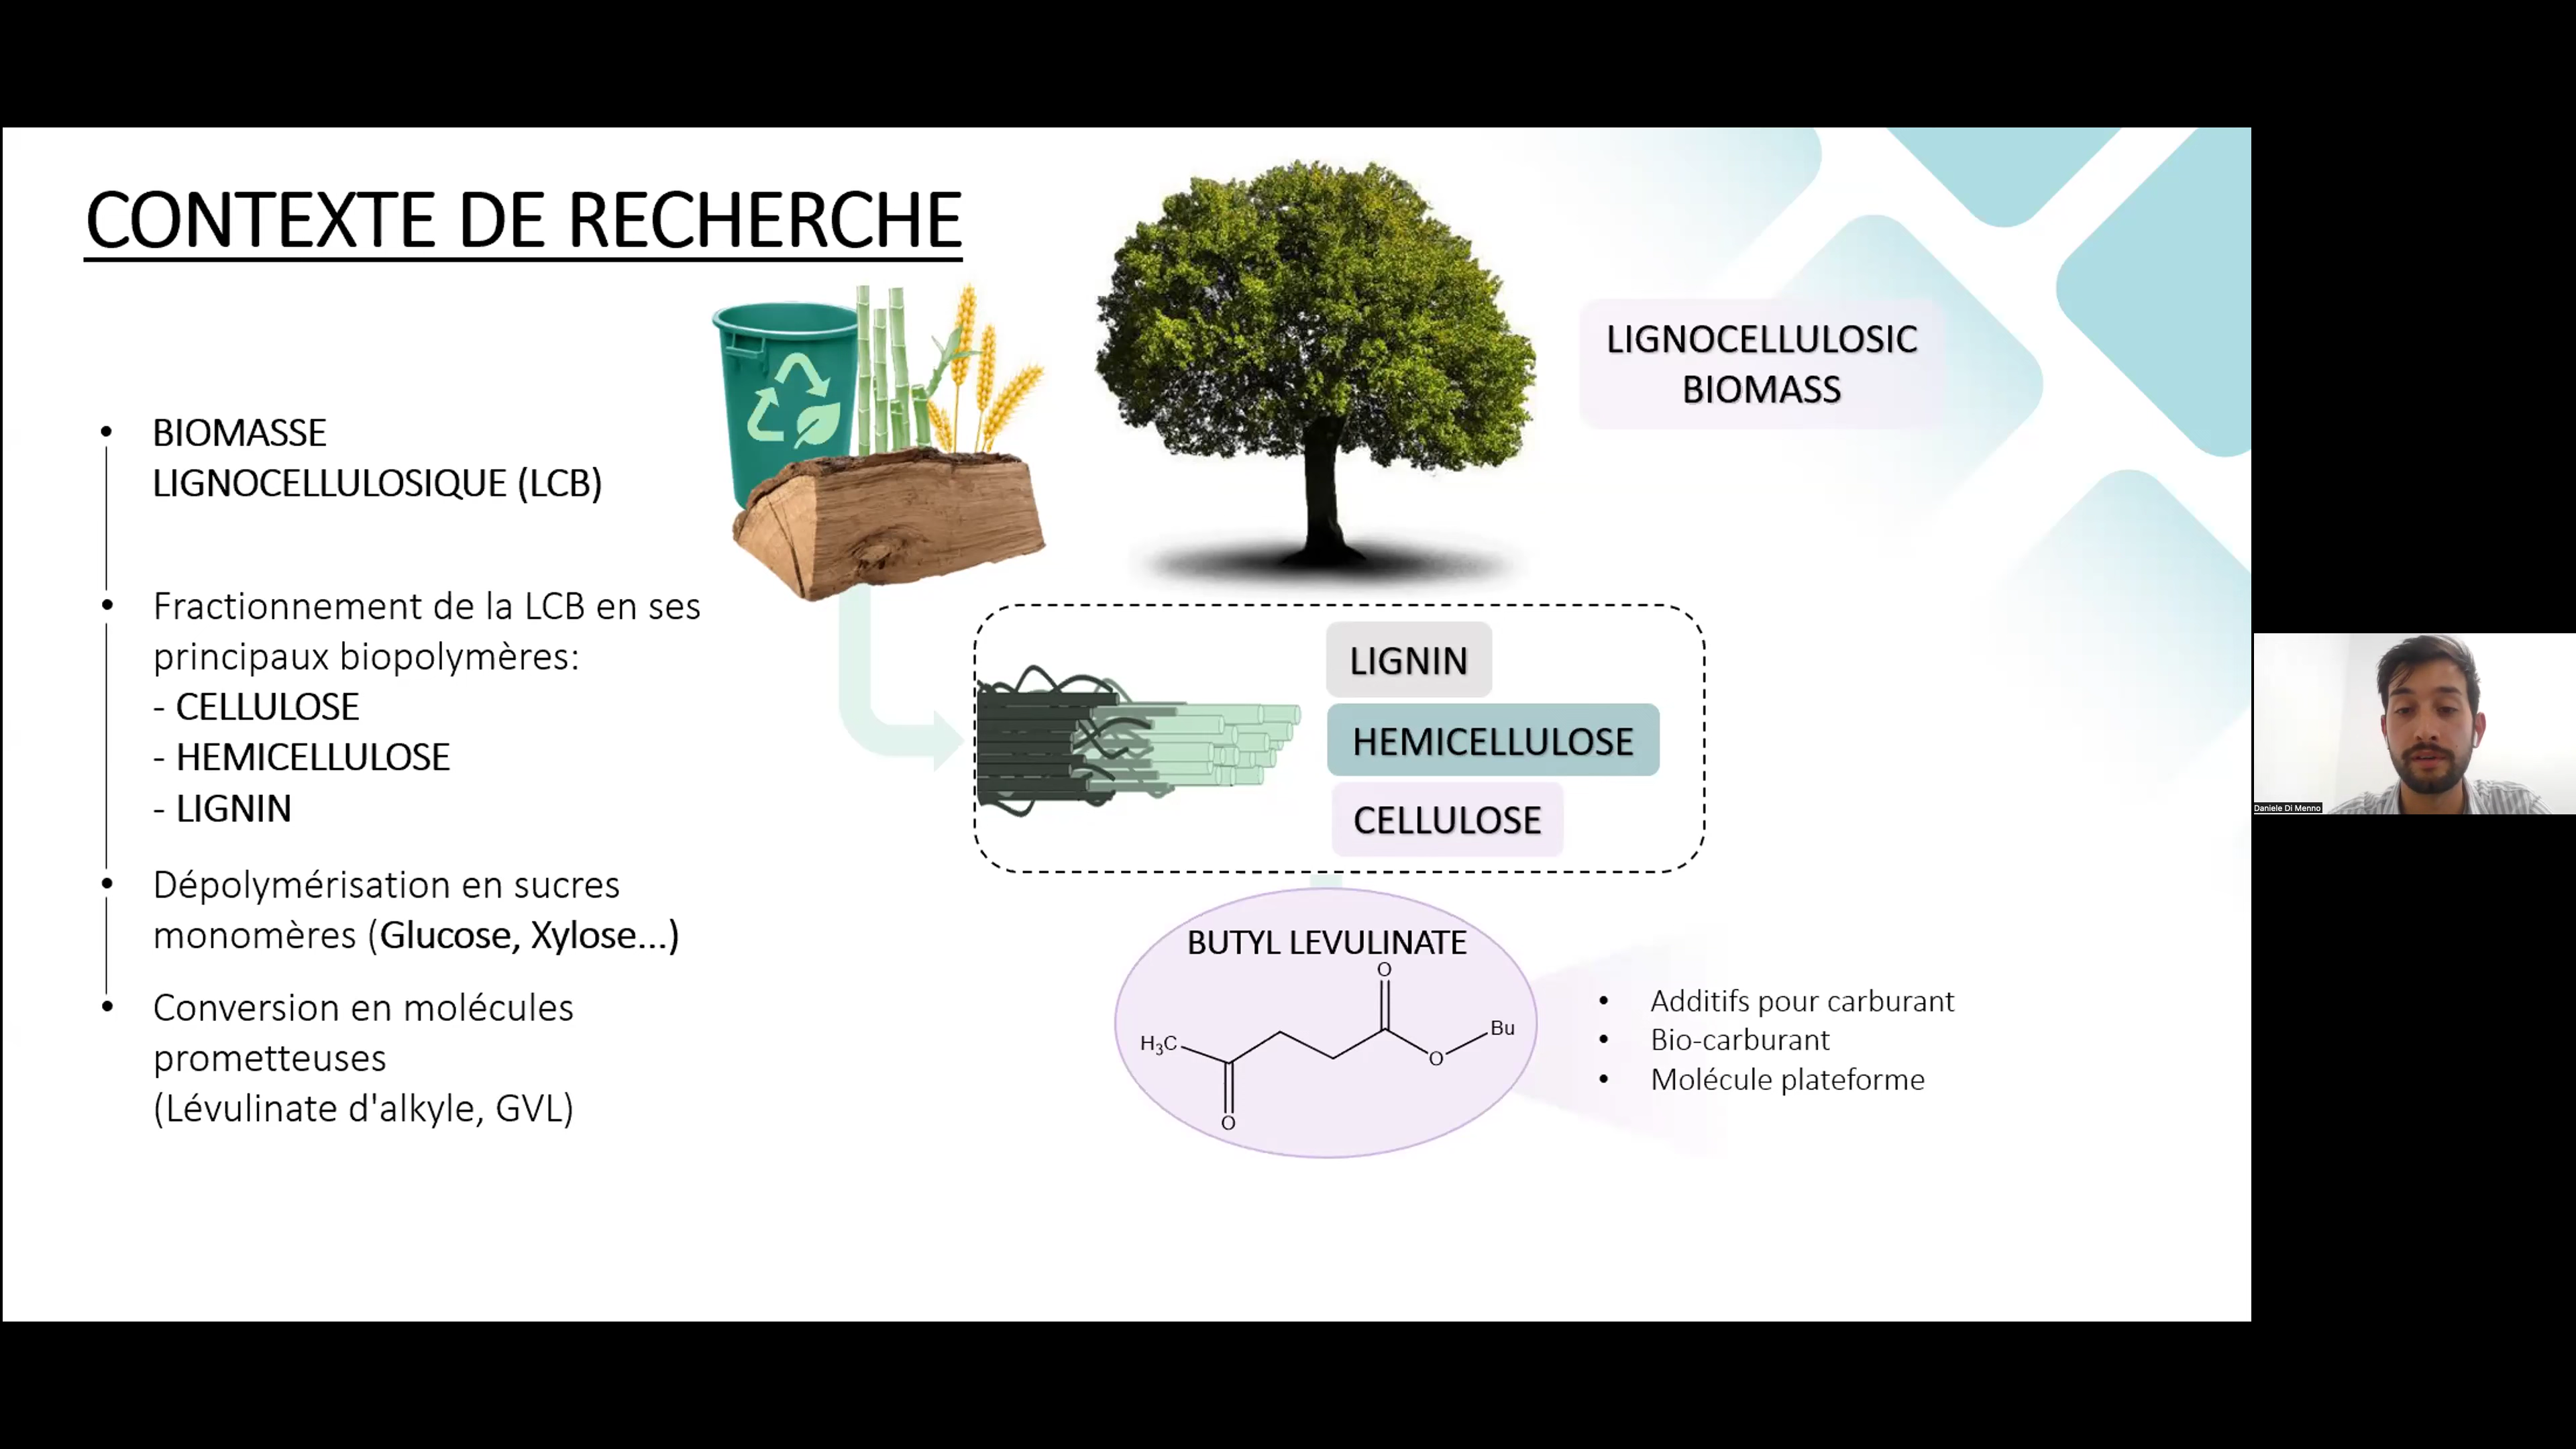 CONTEXTE DE RECHERCHE
• BIOMASSE
LIGNOCELLULOSIQUE (LCB)
• Fractionnement de la LCB en ses
principaux biopolymères:
- CELLULOSE
- HEMICELLULOSE
- LIGNIN
• Dépolymérisation en sucres
monomères (Glucose, Xylose...)
• Conversion en molécules
prometteuses
(Lévulinate d'alkyle, GVL)
LIGNOCELLULOSIC
BIOMASS
LIGNIN
HEMICELLULOSE
CELLULOSE
BUTYL LEVULINATE
O
H3C
O
Bu
O
• Additifs pour carburant
• Bio-carburant
• Molécule plateforme
Daniele Di Menno